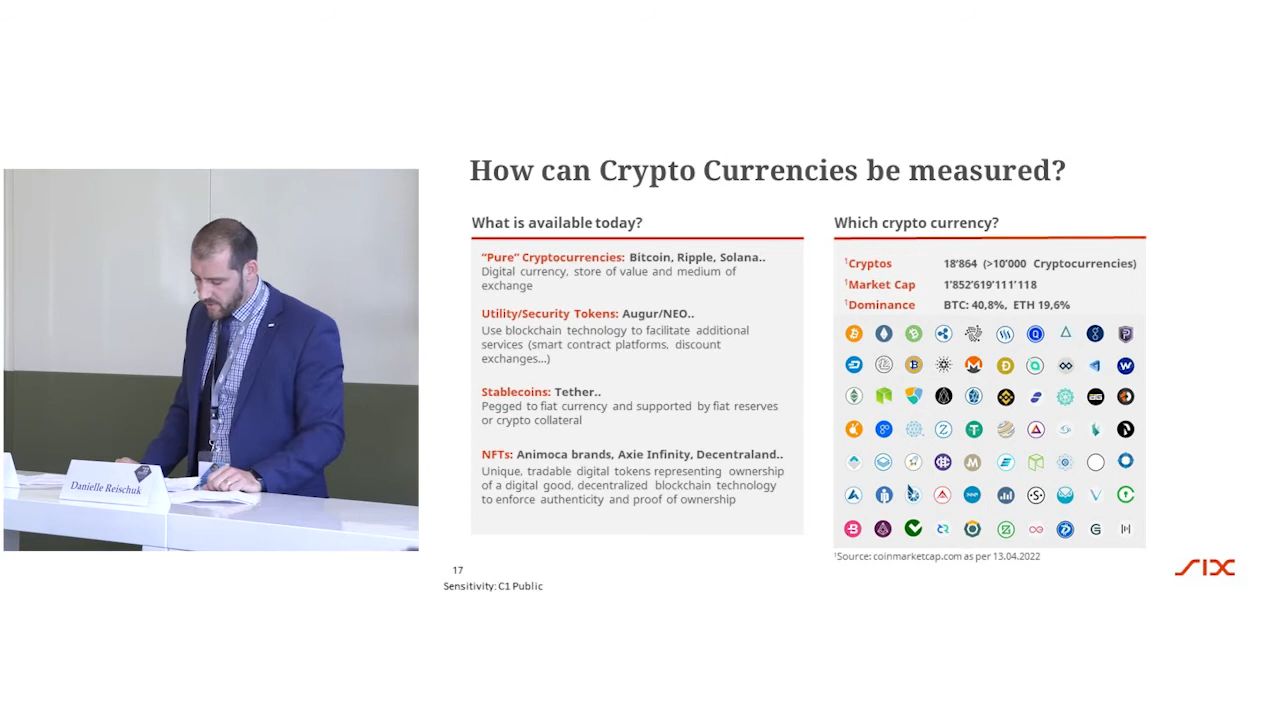 How can Crypto Currencies be measured?
What is available today?
“Pure” Cryptocurrencies: Bitcoin, Ripple, Solana..
Digital currency, store of value and medium of
exchange
Utility/Security Tokens: Augur/NEO..
Use blockchain technology to facilitate additional
services (smart contract platforms, discount
exchanges...)
Stablecoins: Tether..
Pegged to fiat currency and supported by fiat reserves
or crypto collateral
NFTs: Animoca brands, Axie Infinity, Decentraland..
Unique, tradable digital tokens representing ownership
of a digital good, decentralized blockchain technology
to enforce authenticity and proof of ownership
Which crypto currency?
¹Cryptos 18’864 (>10’000 Cryptocurrencies)
¹Market Cap 1’852’619’111’118
¹Dominance BTC: 40,8%, ETH 19,6%
¹Source: coinmarketcap.com as per 13.04.2022
Danielle Reischuk
17
Sensitivity: C1 Public
SIX